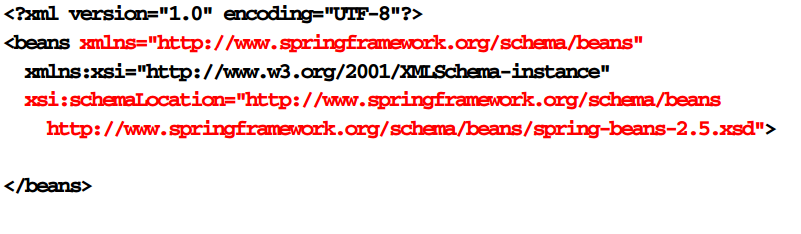 <?xml version="1.0" encoding="UTF-8"?>
<beans xmlns="http://www.springframework.org/schema/beans"
xmlns:xsi="http://www.w3.org/2001/XMLSchema-instance"
xsi:schemaLocation="http://www.springframework.org/schema/beans
http://www.springframework.org/schema/beans/spring-beans-2.5.xsd">
</beans>